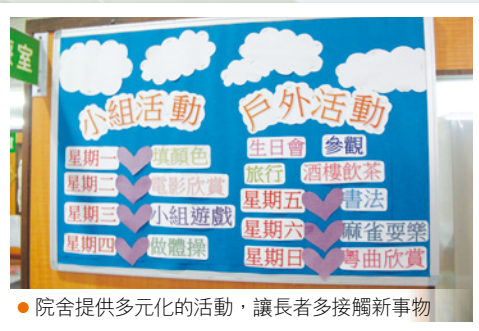 室
小組活動
星期一 填顏色
星期二 電影欣賞
星期三 小組遊戲
星期四 做體操
戶外活動
生日會 參觀
旅行 酒樓飲茶
星期五 書法
星期六 麻雀耍樂
星期日 粵曲欣賞
院舍提供多元化的活動，讓長者多接觸新事物